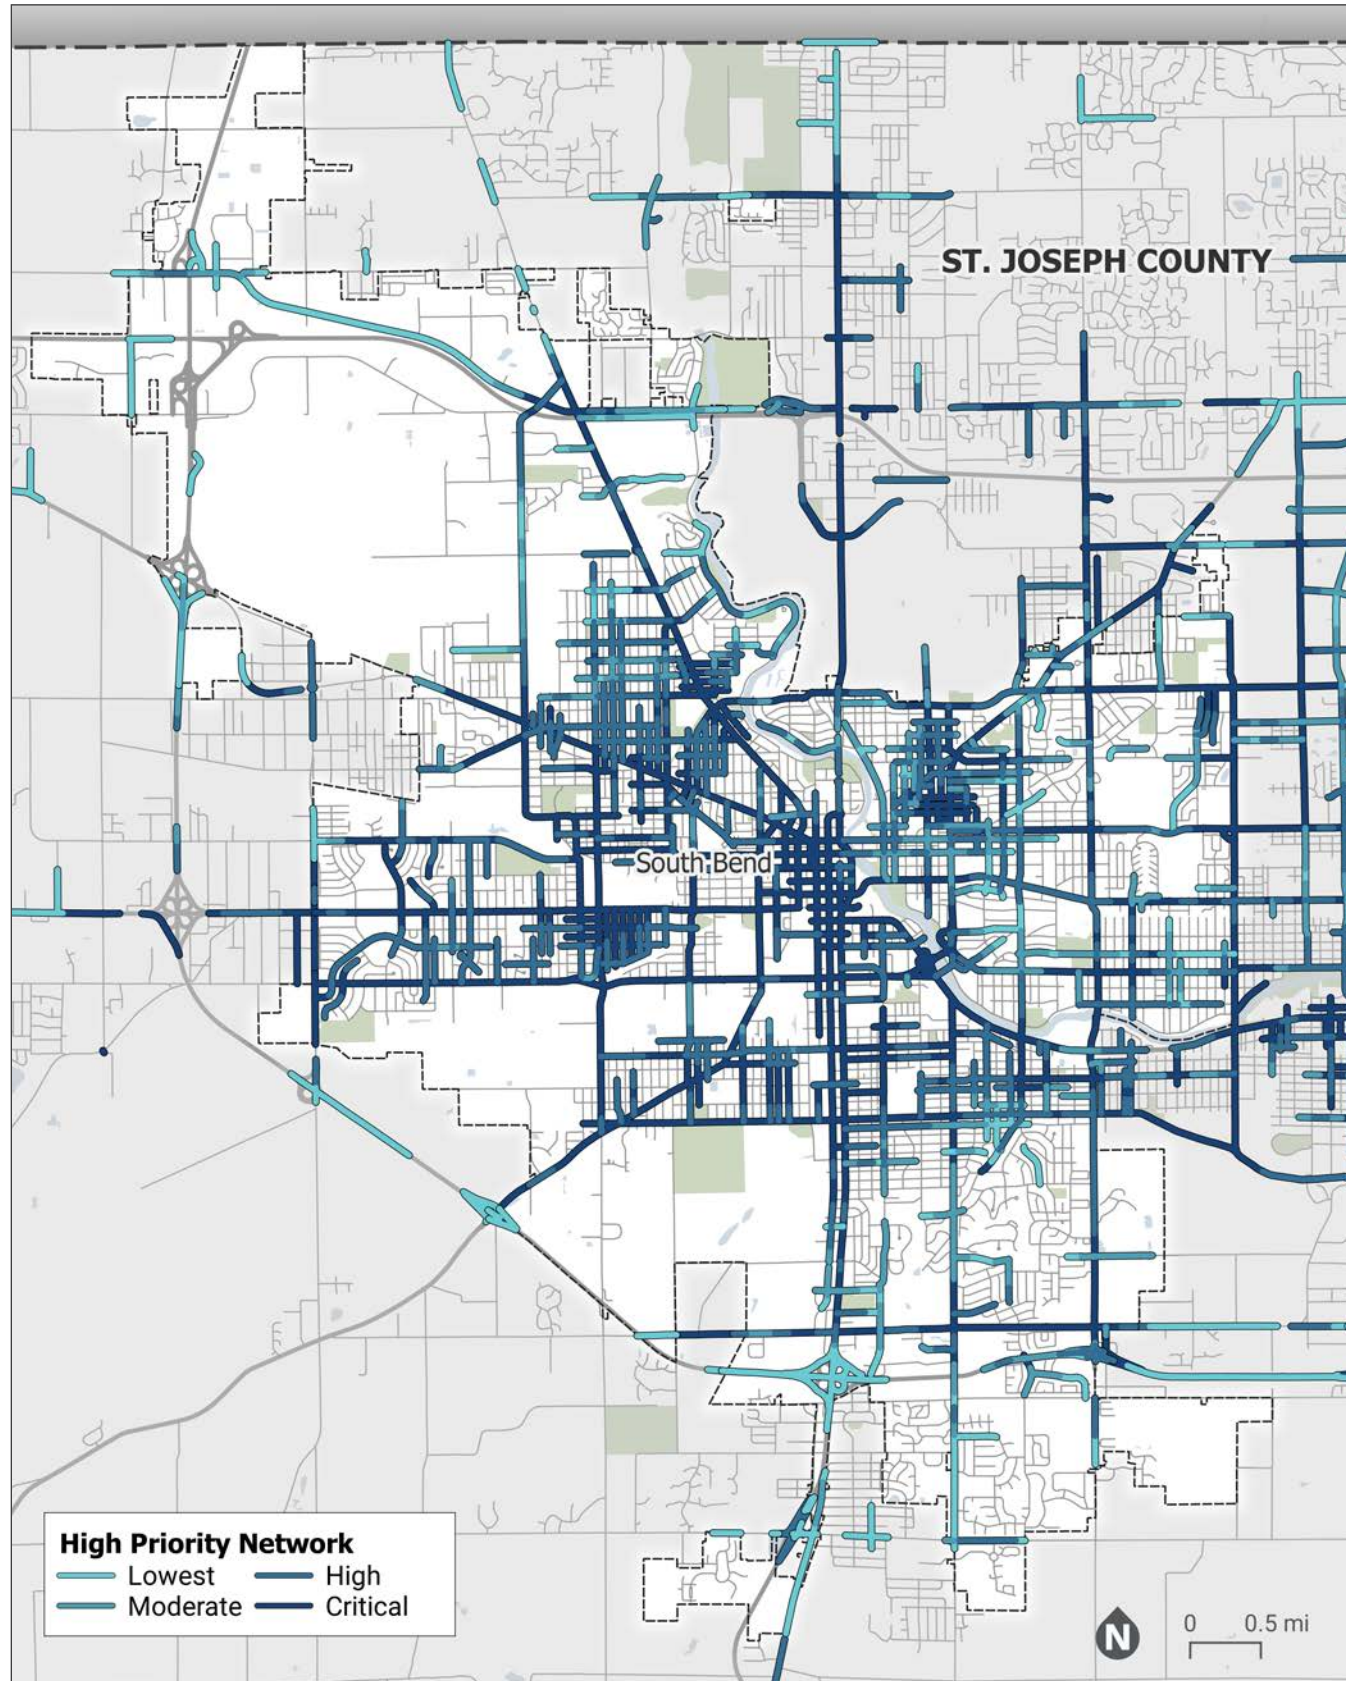 ST. JOSEPH COUNTY
South Bend
High Priority Network
Lowest
High
Moderate
Critical
N
0 0.5 mi